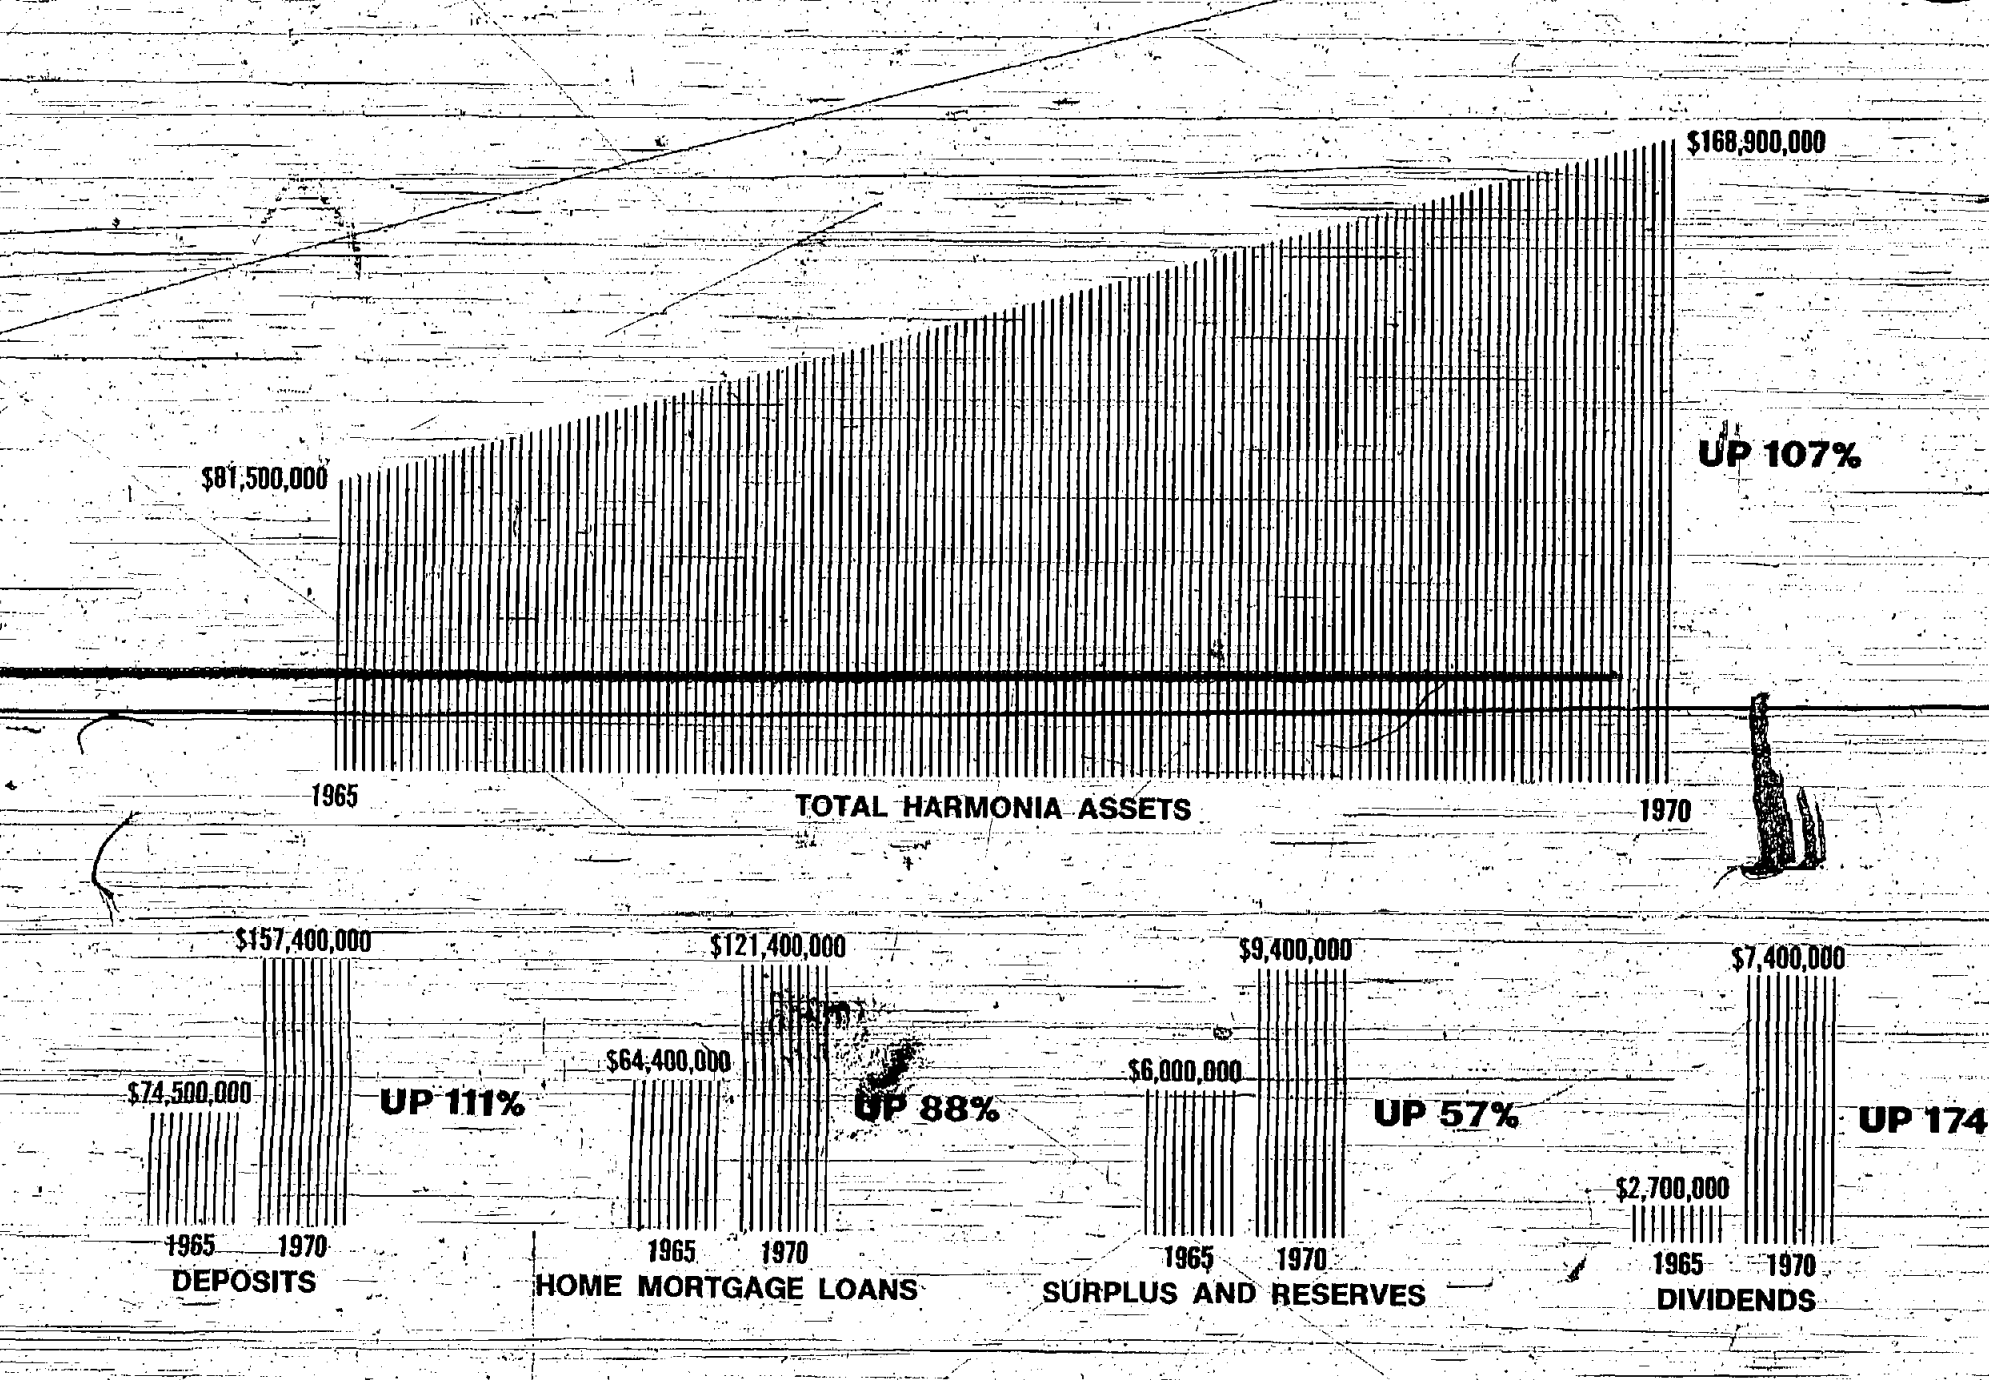 $168,900,000
UP 107%
$81,500,000
1965
TOTAL HARMONIA ASSETS
1970
$74,500,000
$157,400,000
UP 111%
1965 1970
DEPOSITS
$64,400,000
$121,400,000
UP 88%
1965 1970
HOME MORTGAGE LOANS
$6,000,000
$9,400,000
UP 57%
1965 1970
SURPLUS AND RESERVES
$2,700,000
$7,400,000
UP 174
1965 1970
DIVIDENDS